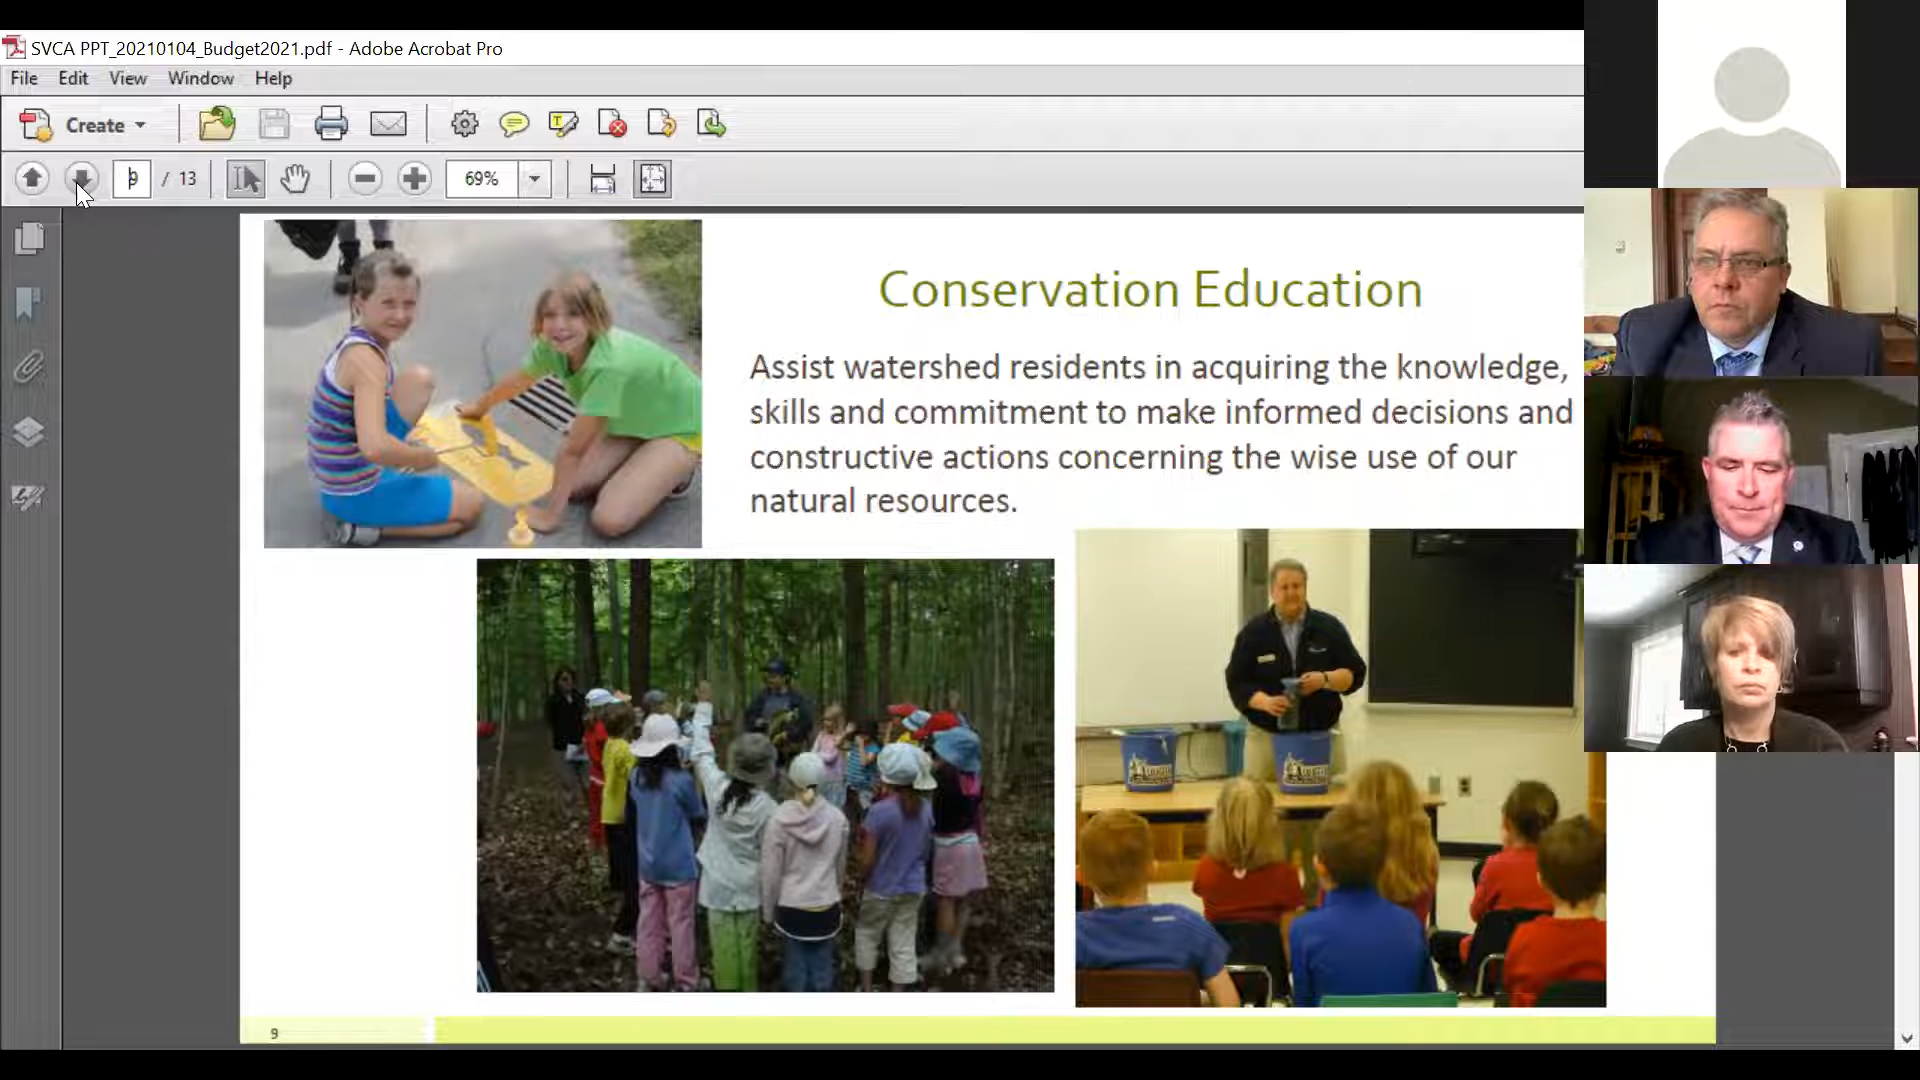 SVCA PPT_20210104_Budget2021.pdf - Adobe Acrobat Pro
File Edit View Window Help
Create
9 / 13 69%
Conservation Education
Assist watershed residents in acquiring the knowledge,
skills and commitment to make informed decisions and
constructive actions concerning the wise use of our
natural resources.
9